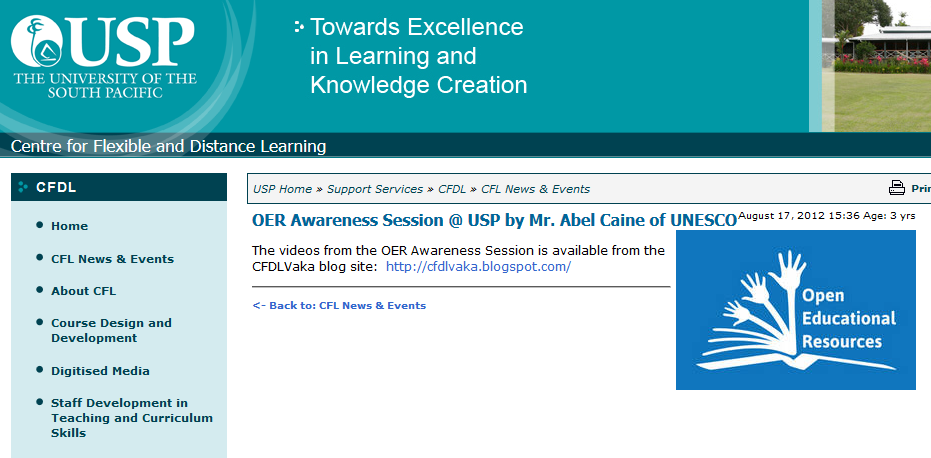 USP
THE UNIVERSITY OF THE
SOUTH PACIFIC
Towards Excellence
in Learning and
Knowledge Creation
Centre for Flexible and Distance Learning
CFDL
Home
CFL News & Events
About CFL
Course Design and
Development
Digitised Media
Staff Development in
Teaching and Curriculum
Skills
USP Home » Support Services » CFDL » CFL News & Events
Prin
OER Awareness Session @ USP by Mr. Abel Caine of UNESCO
August 17, 2012 15:36 Age: 3 yrs
The videos from the OER Awareness Session is available from the
CFDLVaka blog site: http://cfdlvaka.blogspot.com/
<- Back to: CFL News & Events
Open
Educational
Resources